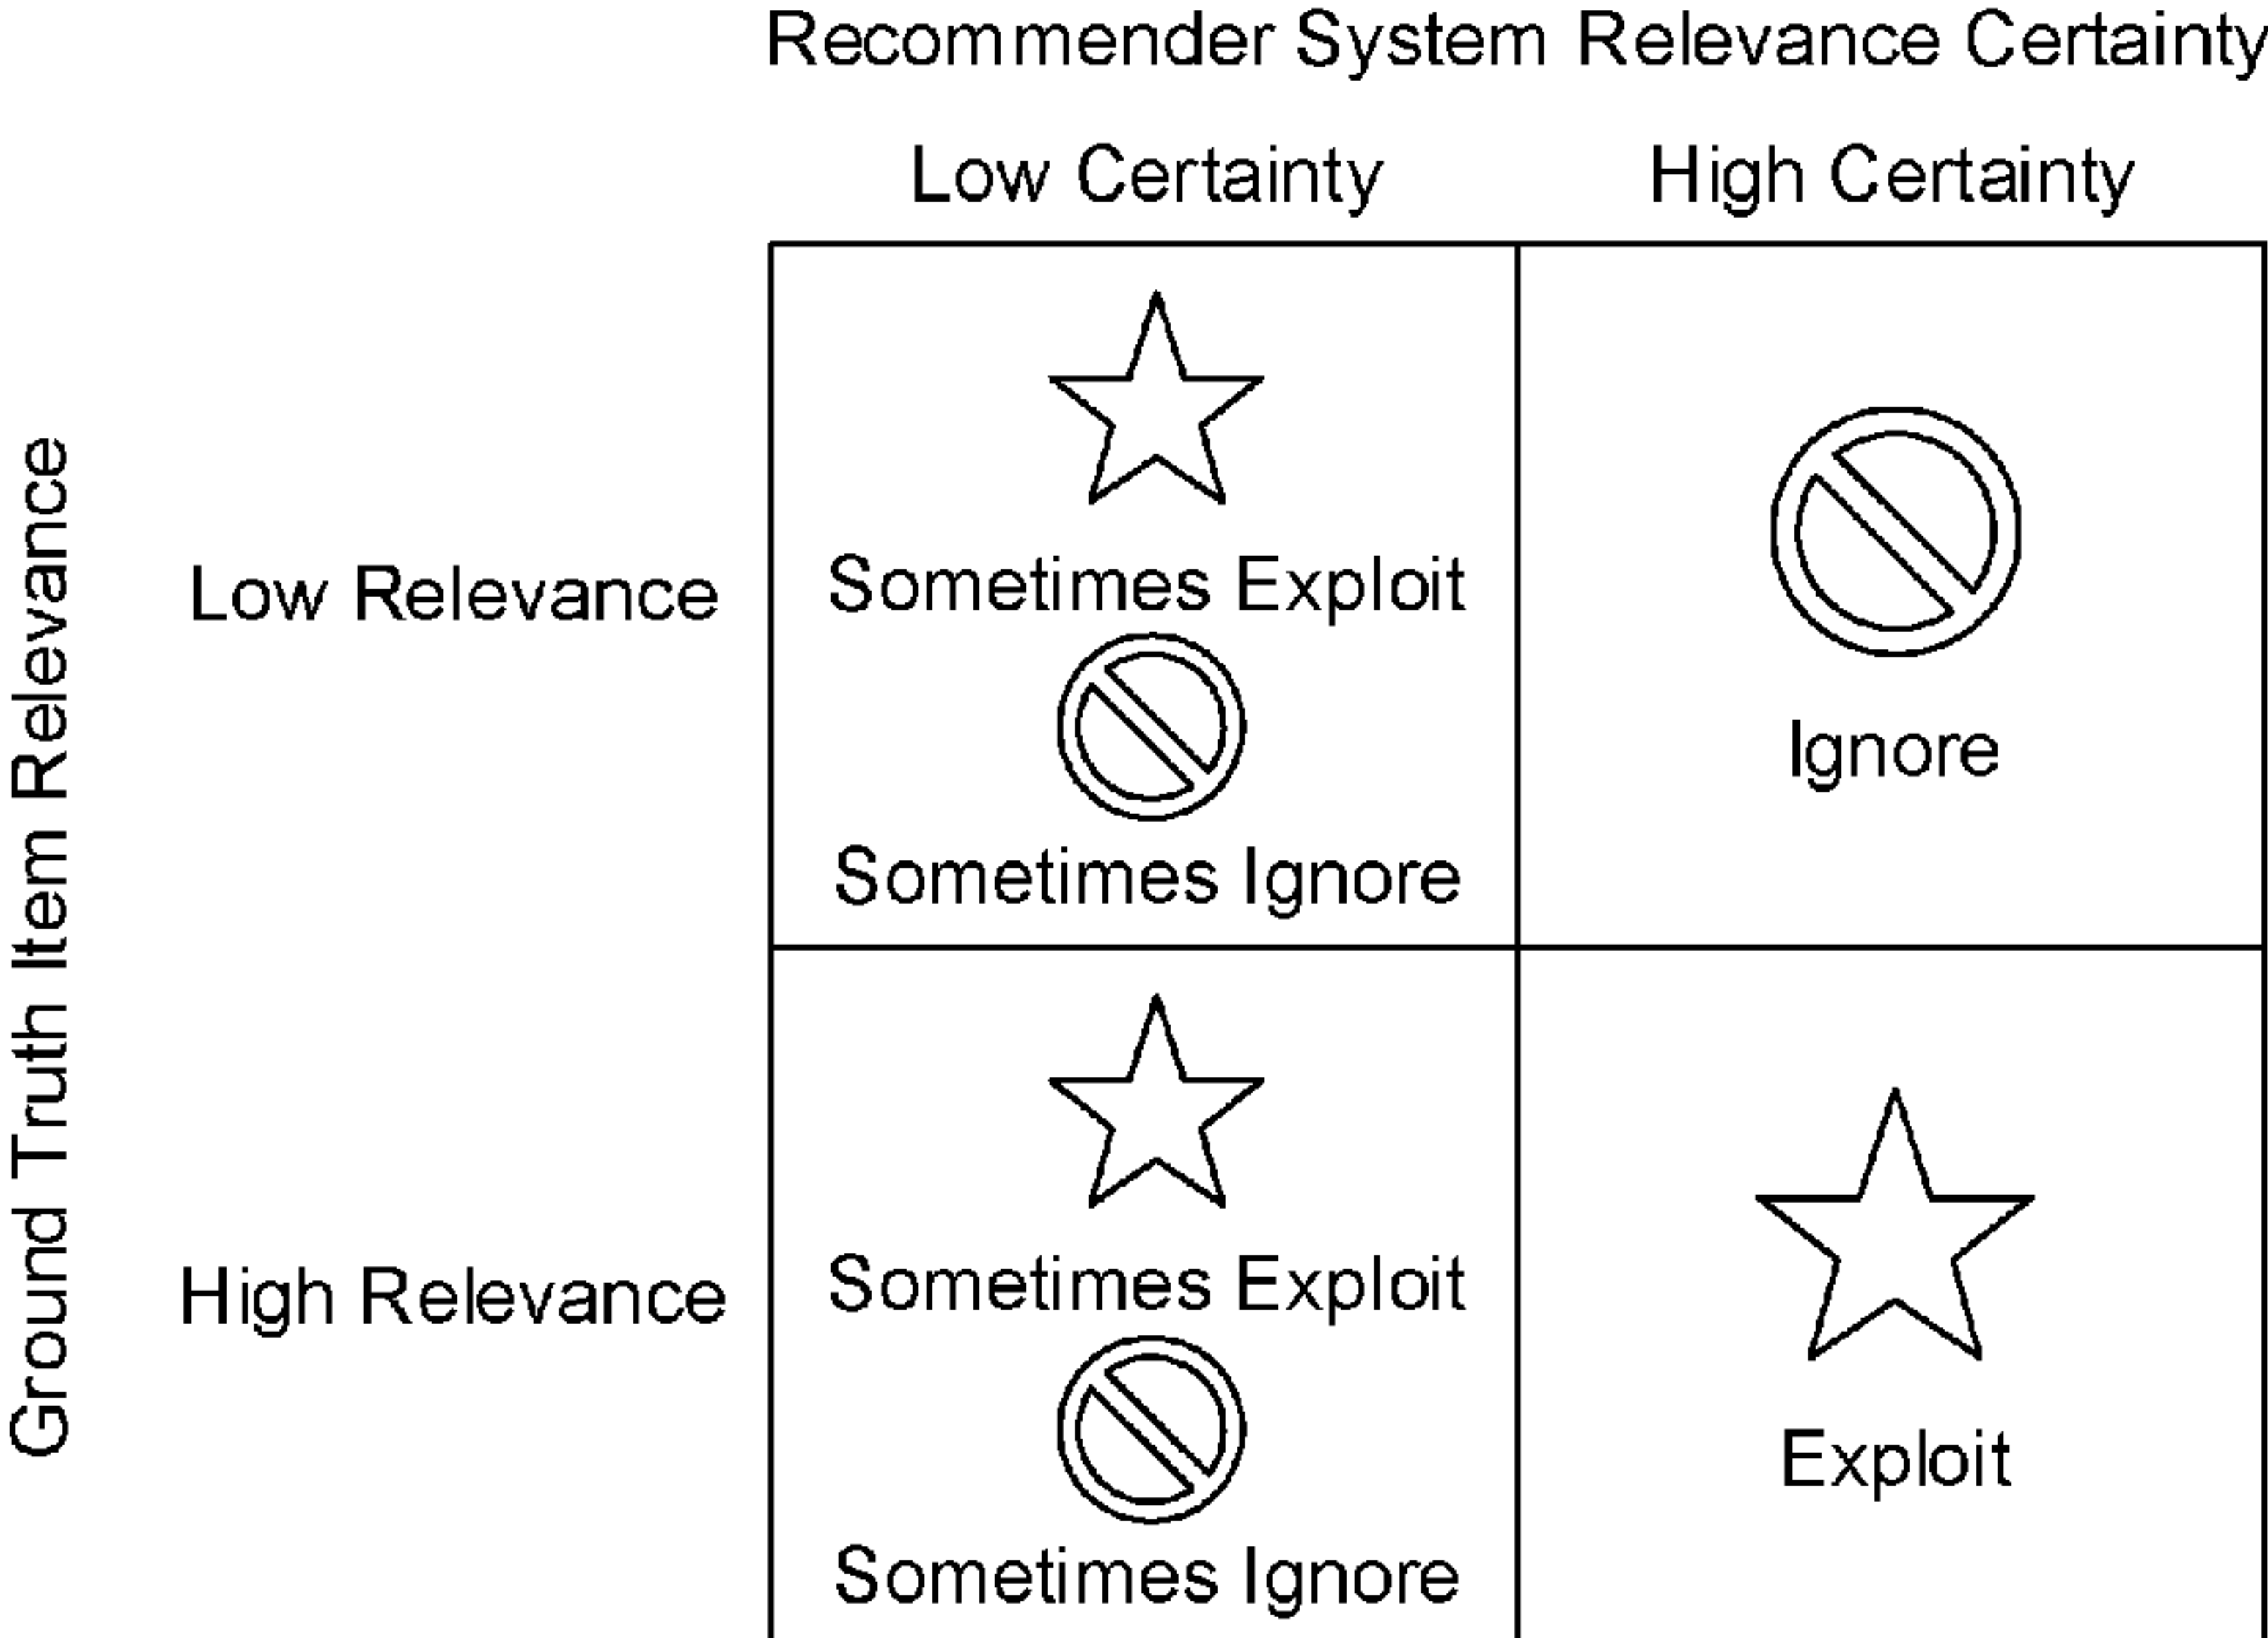 Recommender System Relevance Certainty
Low Certainty
High Certainty
Ground Truth Item Relevance
Low Relevance
Sometimes Exploit
Sometimes Ignore
Ignore
High Relevance
Sometimes Exploit
Sometimes Ignore
Exploit